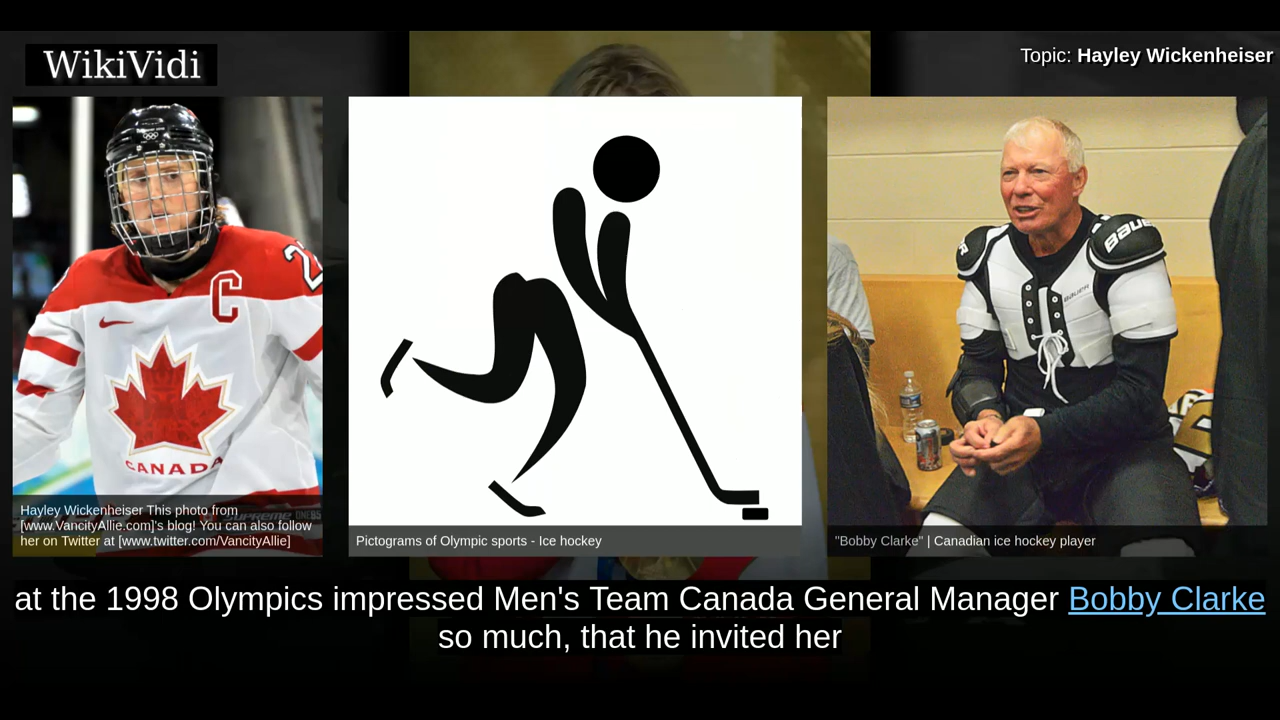 WikiVidi
Topic: Hayley Wickenheiser
C
2
CANADA
Hayley Wickenheiser This photo from
[www.VancityAllie.com]'s blog! You can also follow
her on Twitter at [www.twitter.com/VancityAllie]
Pictograms of Olympic sports - Ice hockey
BAUER
"Bobby Clarke" | Canadian ice hockey player
at the 1998 Olympics impressed Men's Team Canada General Manager Bobby Clarke
so much, that he invited her